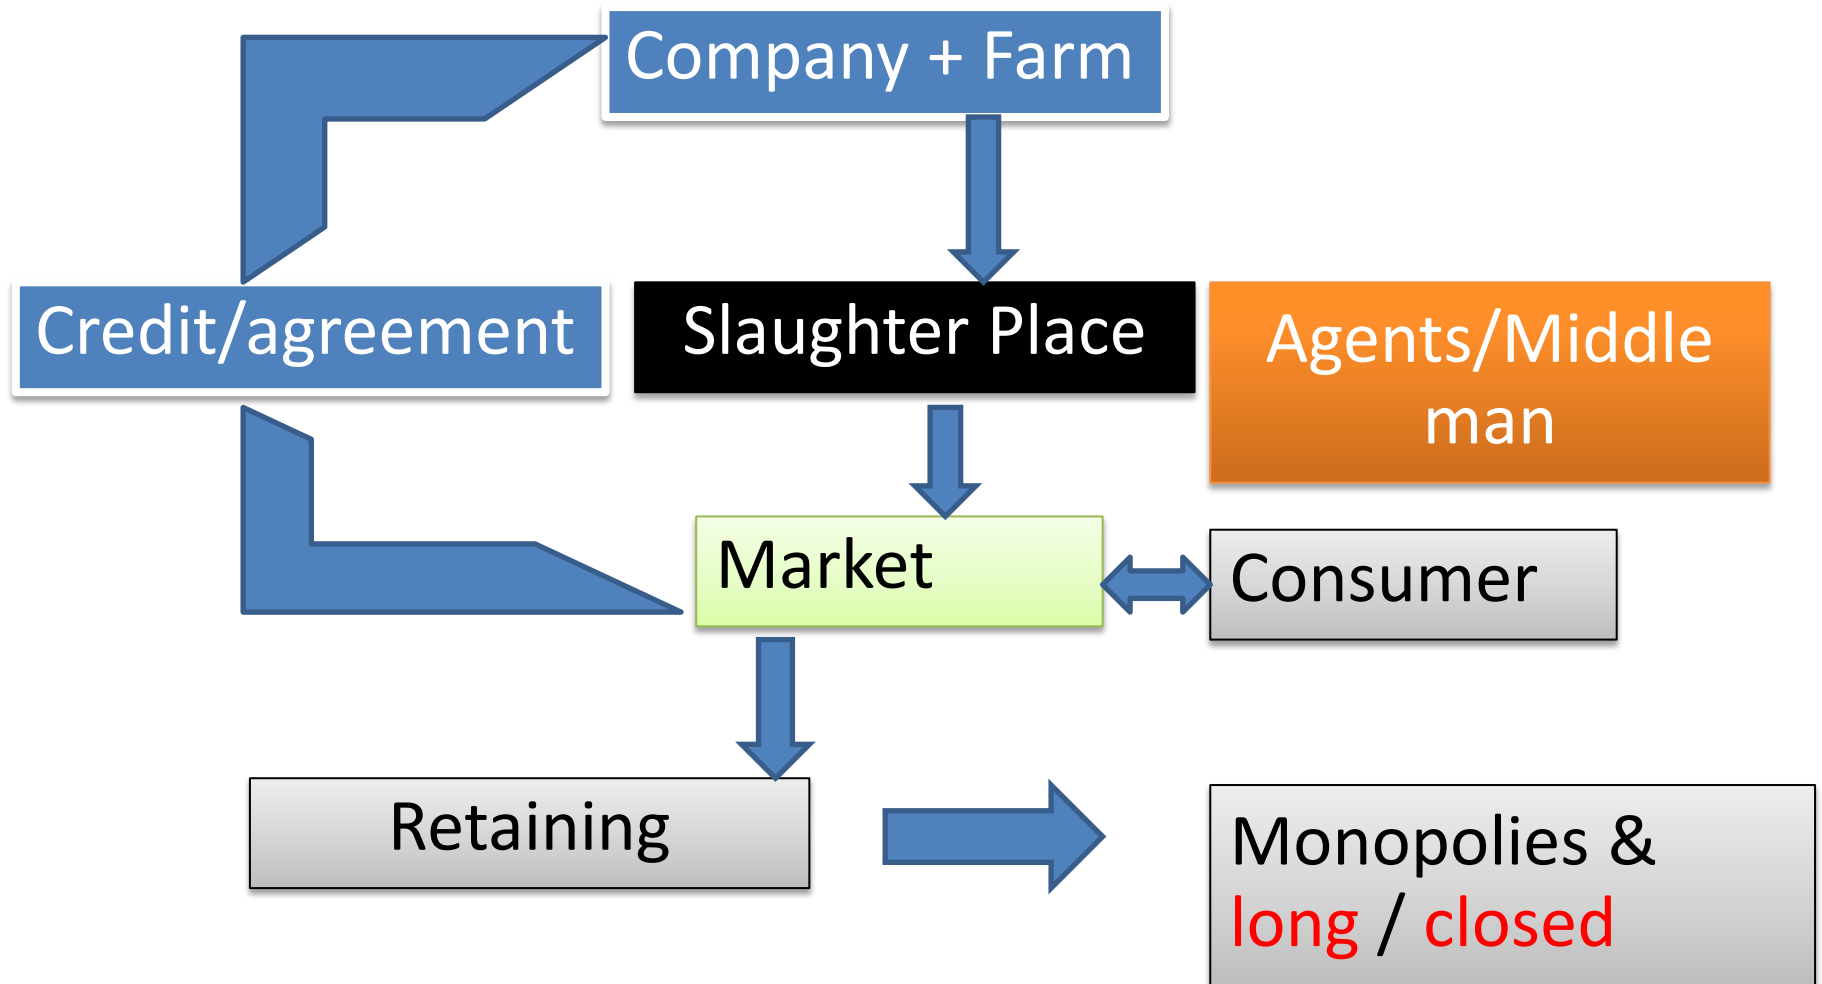 Company + Farm
Credit/agreement
Slaughter Place
Agents/Middle
man
Market
Consumer
Retaining
Monopolies &
long / closed